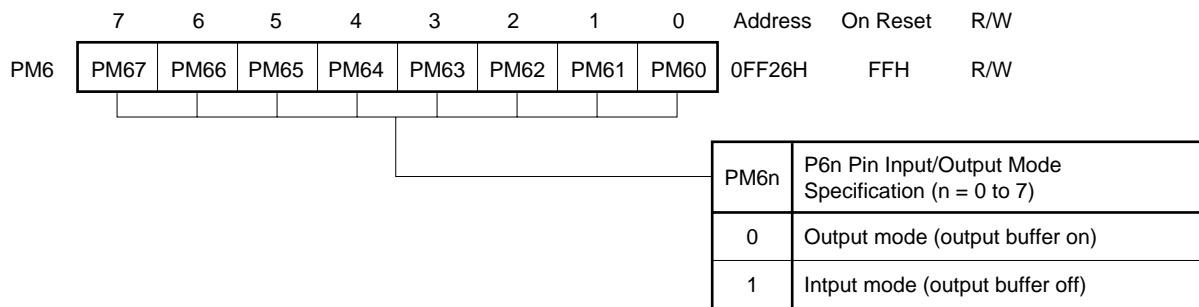 7 6 5 4 3 2 1 0 Address On Reset R/W
PM6 PM67 PM66 PM65 PM64 PM63 PM62 PM61 PM60 0FF26H FFH R/W
PM6n P6n Pin Input/Output Mode
Specification (n = 0 to 7)
0 Output mode (output buffer on)
1 Intput mode (output buffer off)